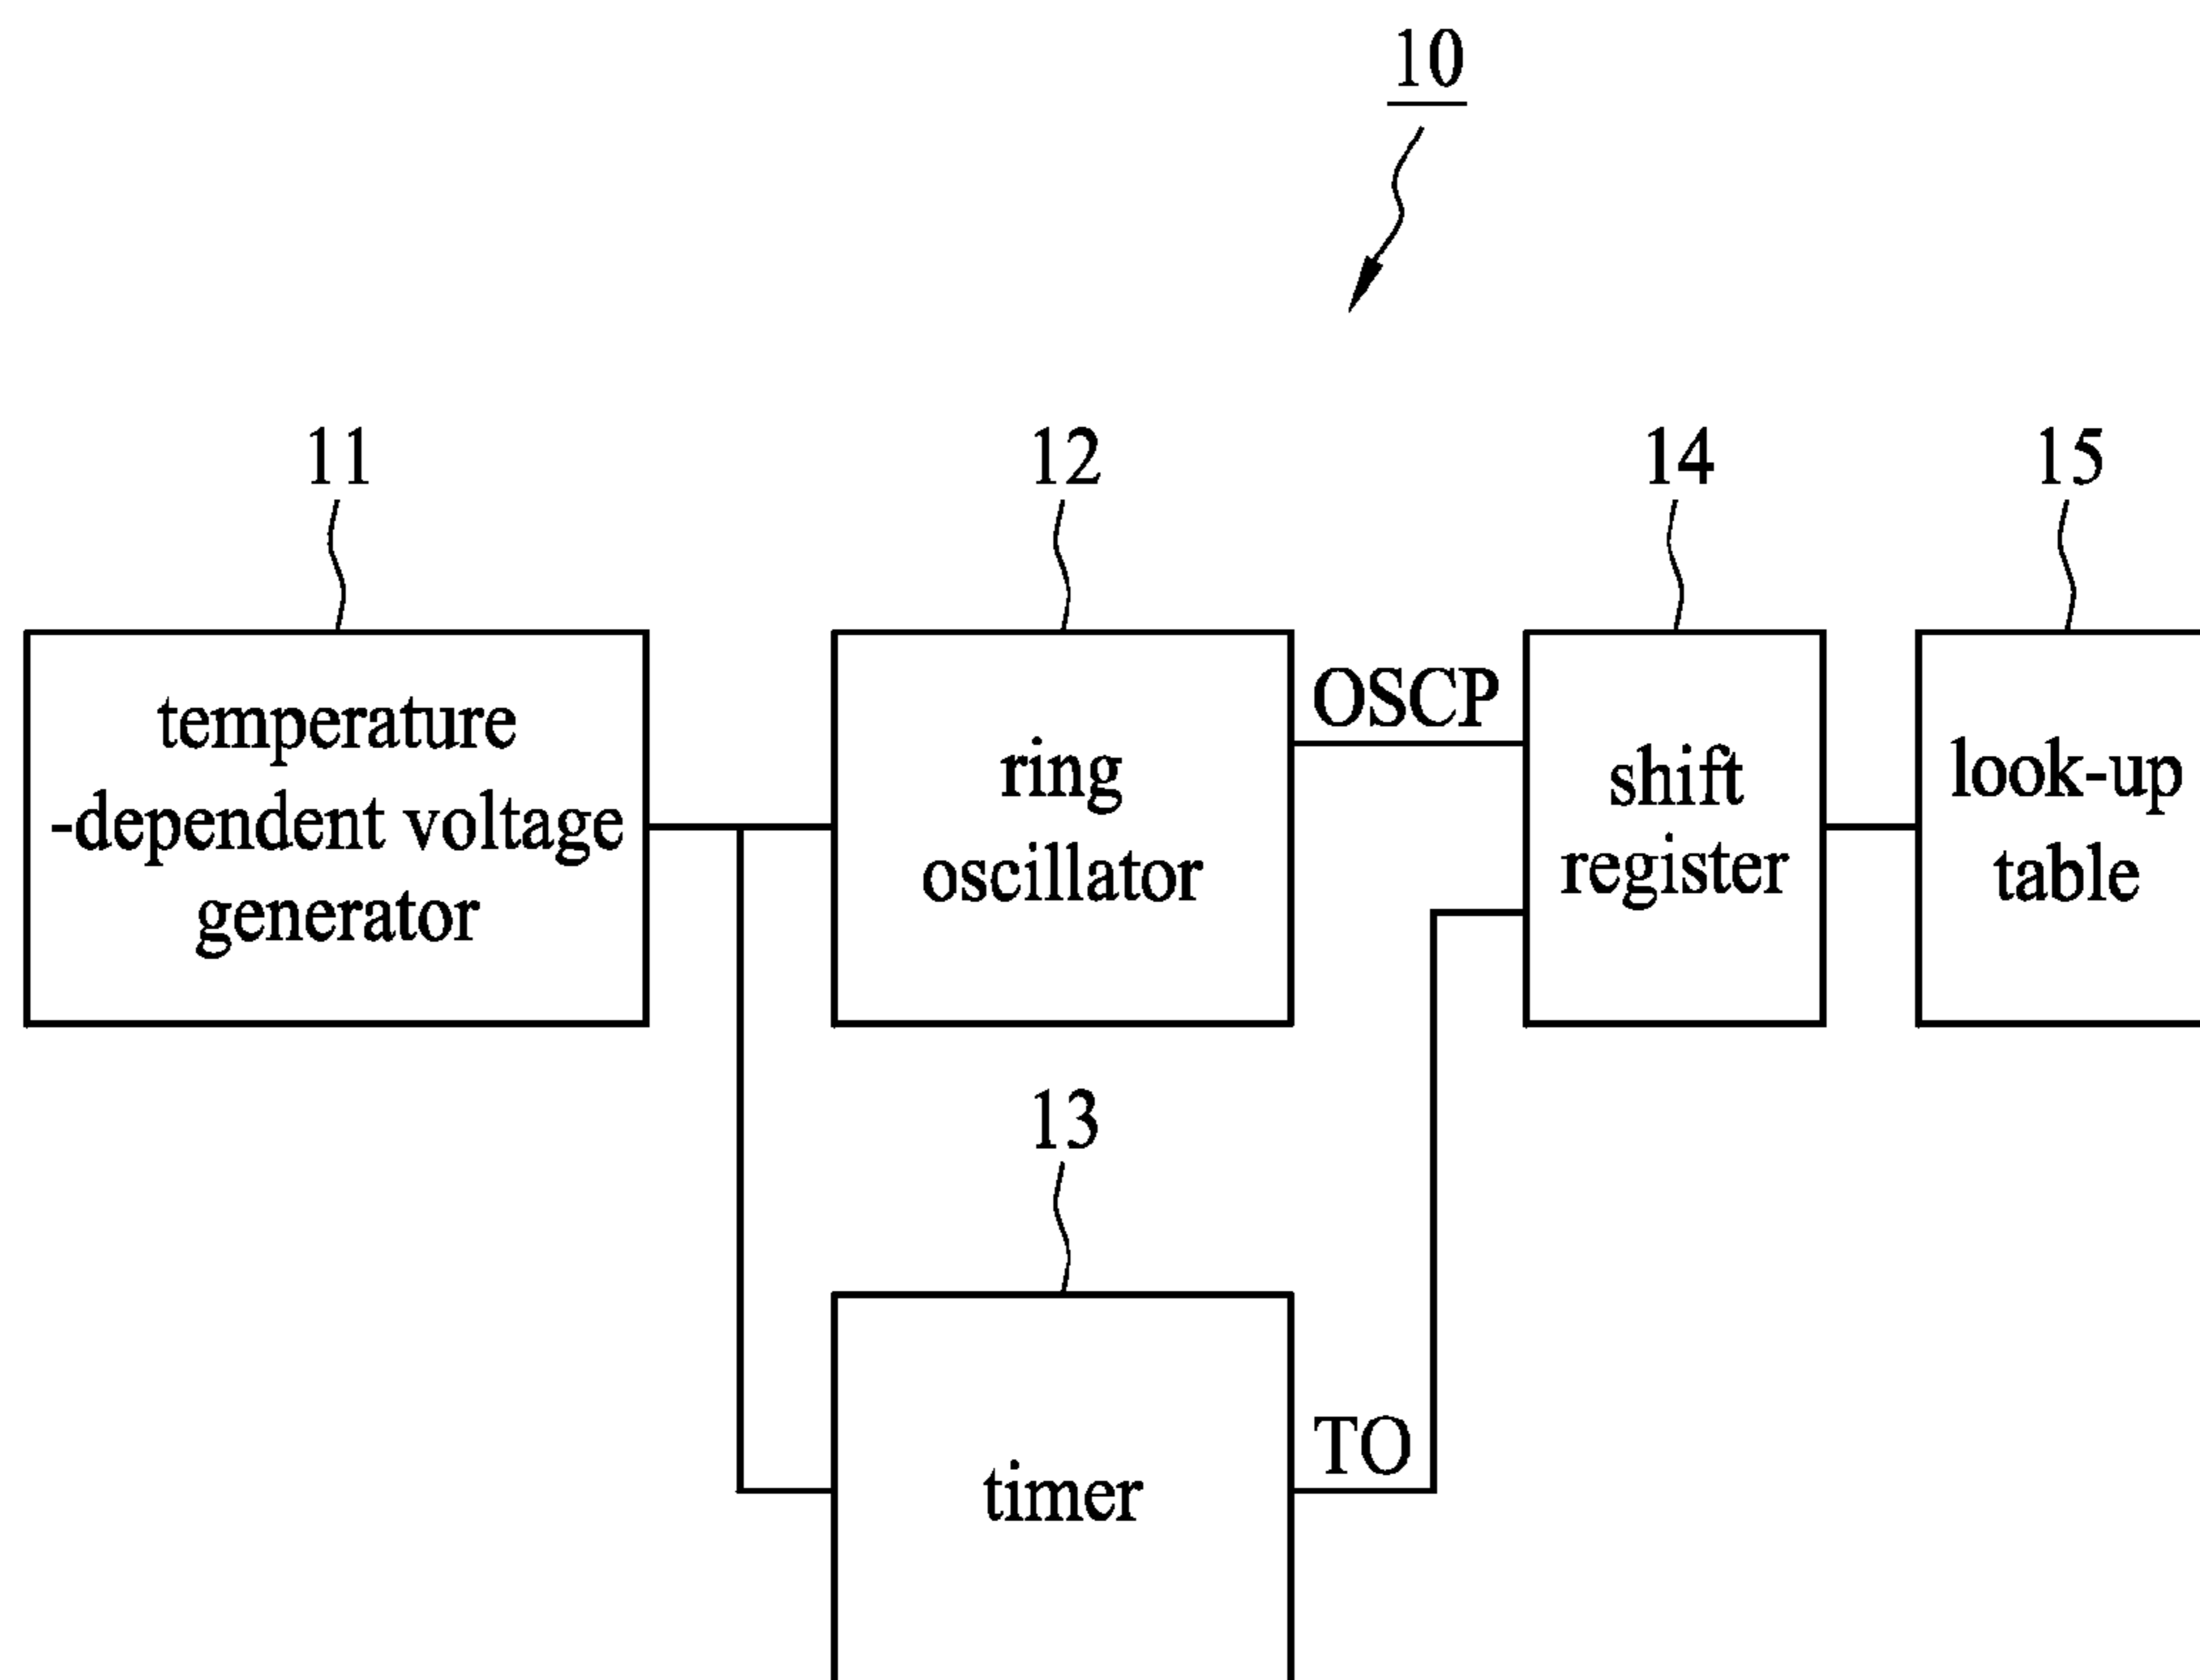 10
11
12
14
15
temperature
-dependent voltage
generator
ring
oscillator
OSCP
shift
register
look-up
table
13
timer
TO